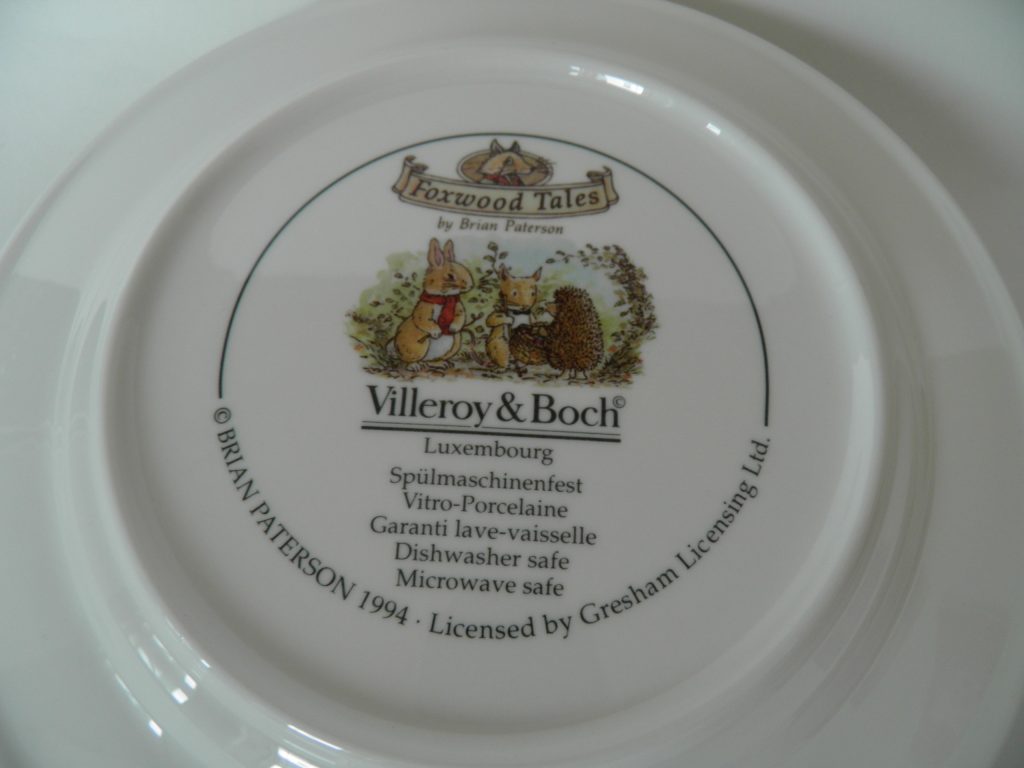 Foxwood Tales
by Brian Paterson
Villeroy & Boch©
Luxembourg
Spülmaschinenfest
Vitro-Porcelaine
Garanti lave-vaisselle
Dishwasher safe
Microwave safe
© BRIAN PATERSON 1994 · Licensed by Gresham Licensing Ltd.